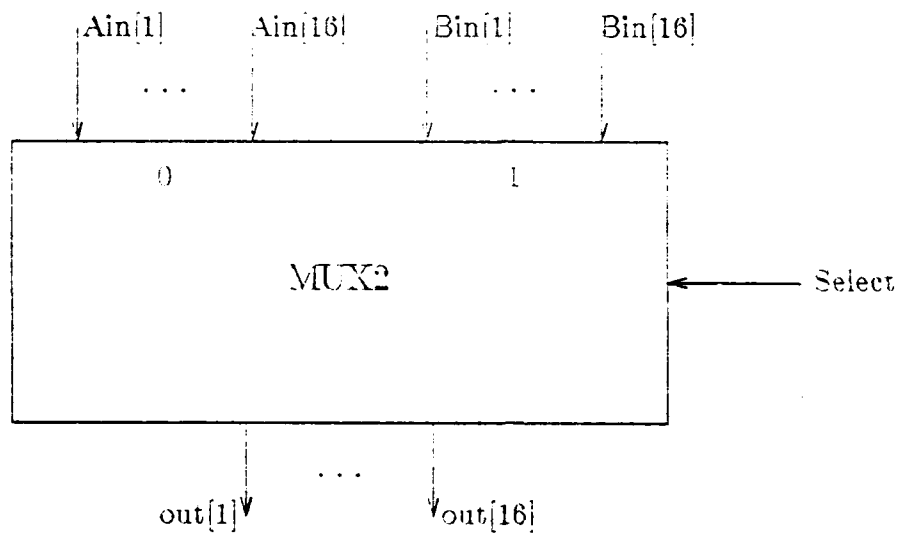 Ain[1] Ain[16] Bin[1] Bin[16]
... ...
0 1
MUX2
Select
...
out[1] out[16]